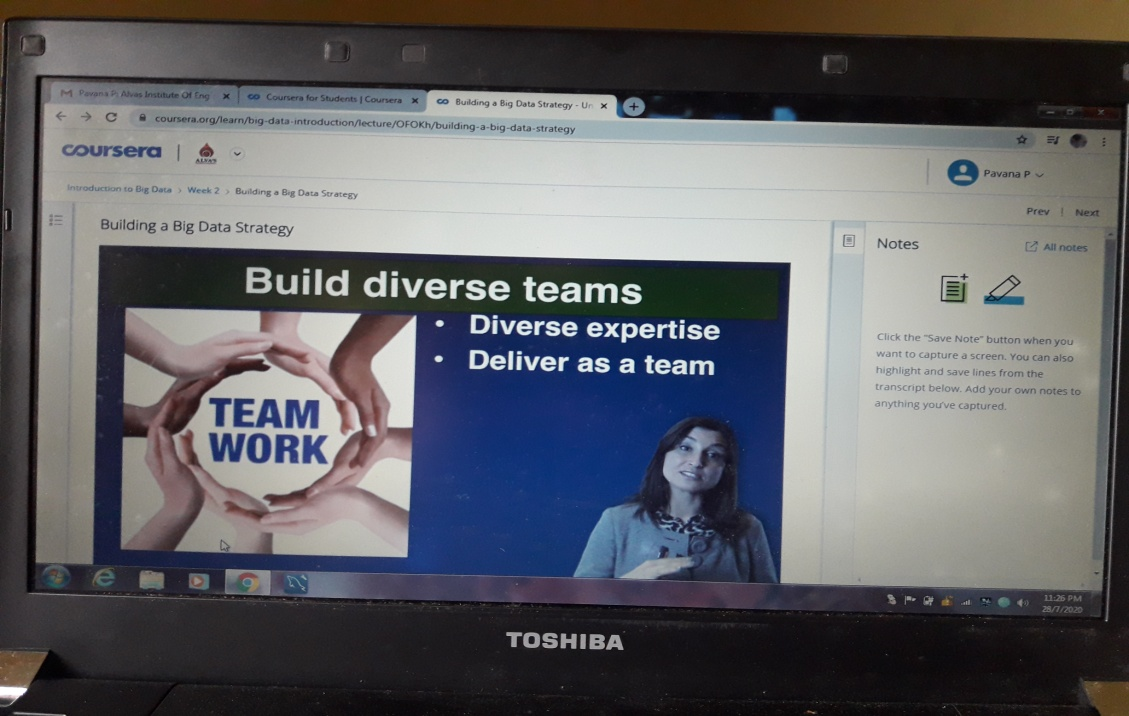 Pavana P: Alvas Institute Of Eng
Coursera for Students | Coursera
Building a Big Data Strategy - Un
coursera.org/learn/big-data-introduction/lecture/OFOKh/building-a-big-data-strategy
coursera
ALVA'S
Pavana P
Introduction to Big Data > Week 2 > Building a Big Data Strategy
Prev | Next
Building a Big Data Strategy
Notes
All notes
Build diverse teams
• Diverse expertise
• Deliver as a team
TEAM
WORK
Click the "Save Note" button when you
want to capture a screen. You can also
highlight and save lines from the
transcript below. Add your own notes to
anything you've captured.
11:26 PM
28/7/2020
TOSHIBA